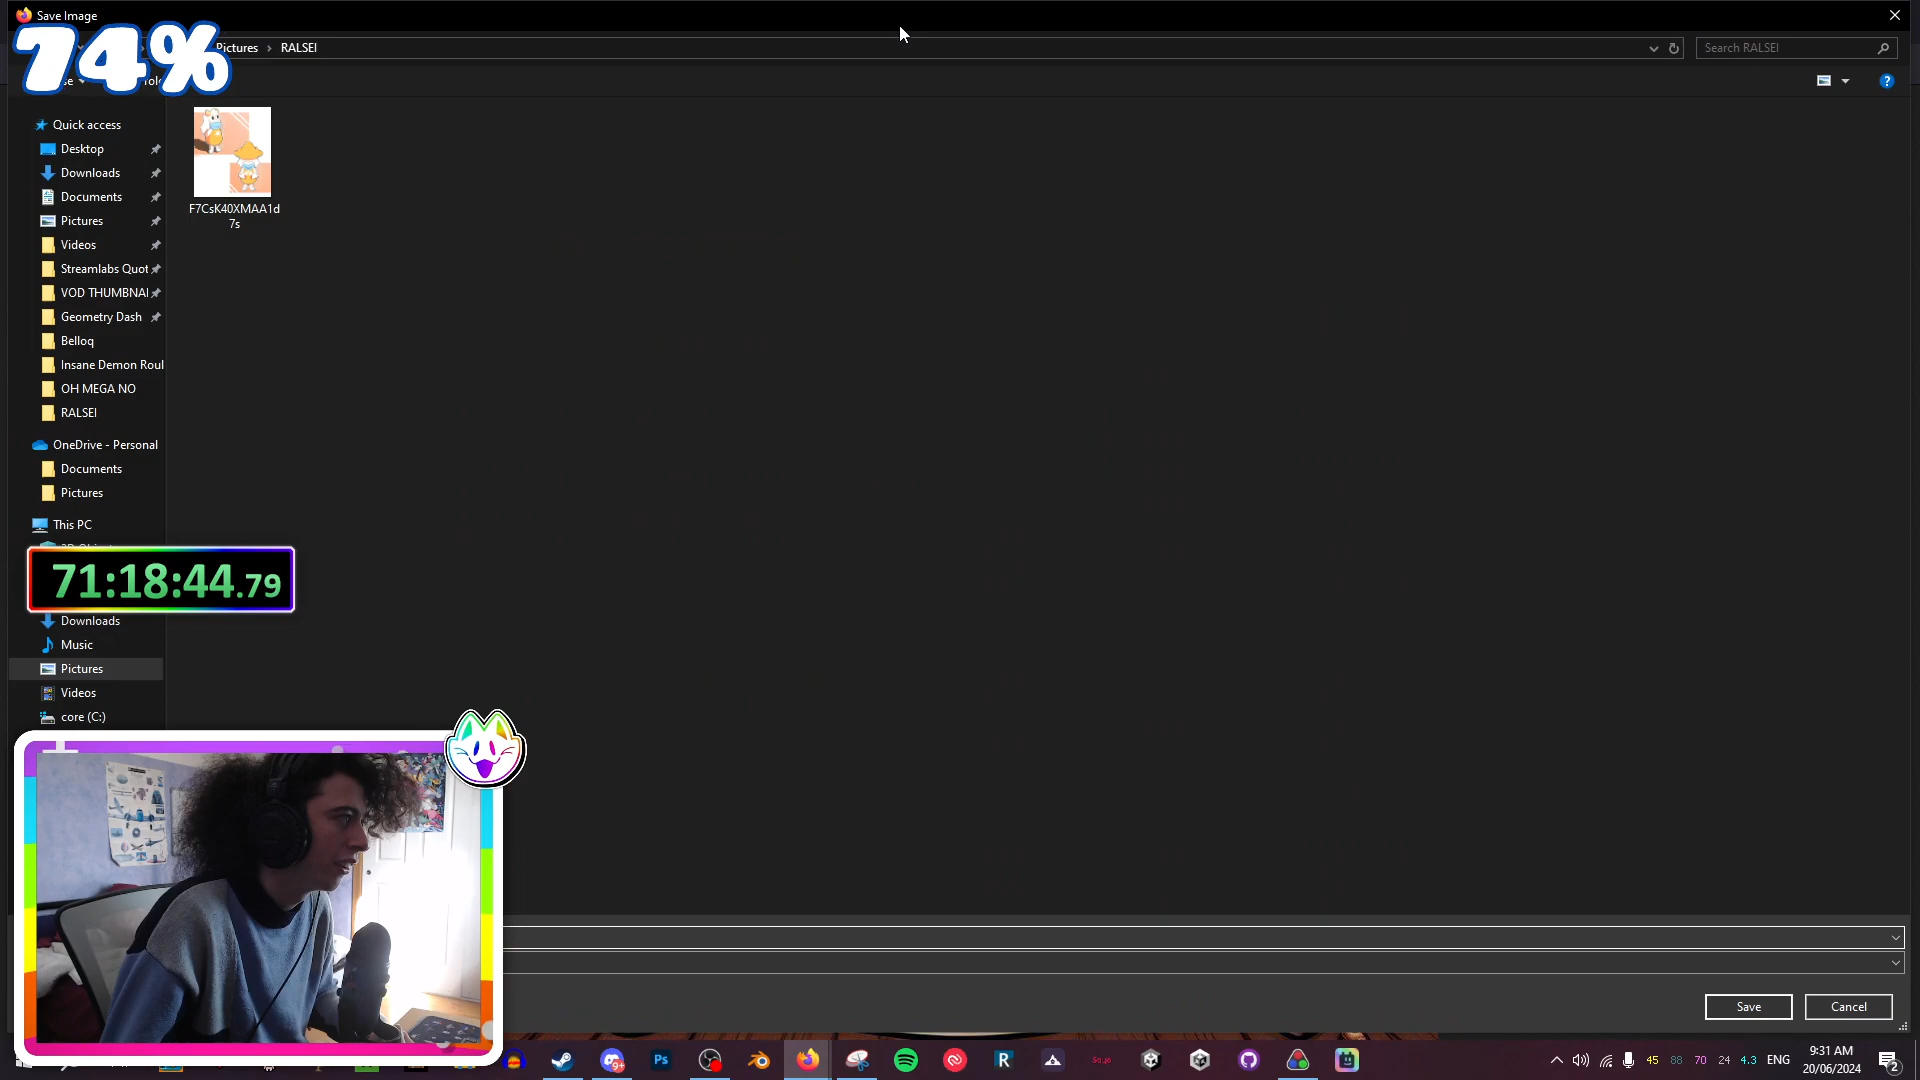 Save Image
74%
Pictures > RALSEI
Search RALSEI
Quick access
Desktop
Downloads
Documents
Pictures
Videos
Streamlabs Quot
VOD THUMBNAI
Geometry Dash
Belloq
Insane Demon Roul
OH MEGA NO
RALSEI
OneDrive - Personal
Documents
Pictures
This PC
71:18:44.79
Downloads
Music
Pictures
Videos
core (C:)
F7CsK40XMAA1d
7s
Save
Cancel
Ps
9+
R
45 88 70 24 4.3 ENG
9:31 AM
20/06/2024
2